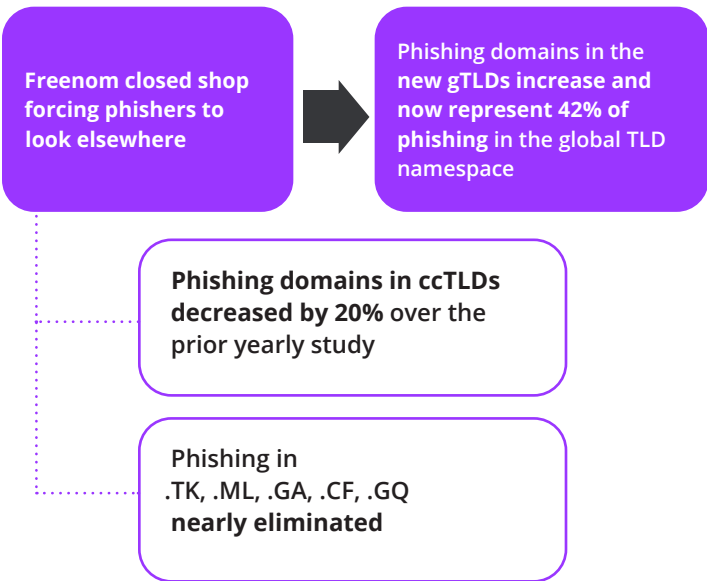 Freenom closed shop
forcing phishers to
look elsewhere
Phishing domains in the
new gTLDs increase and
now represent 42% of
phishing in the global TLD
namespace
Phishing domains in ccTLDs
decreased by 20% over the
prior yearly study
Phishing in
.TK, .ML, .GA, .CF, .GQ
nearly eliminated